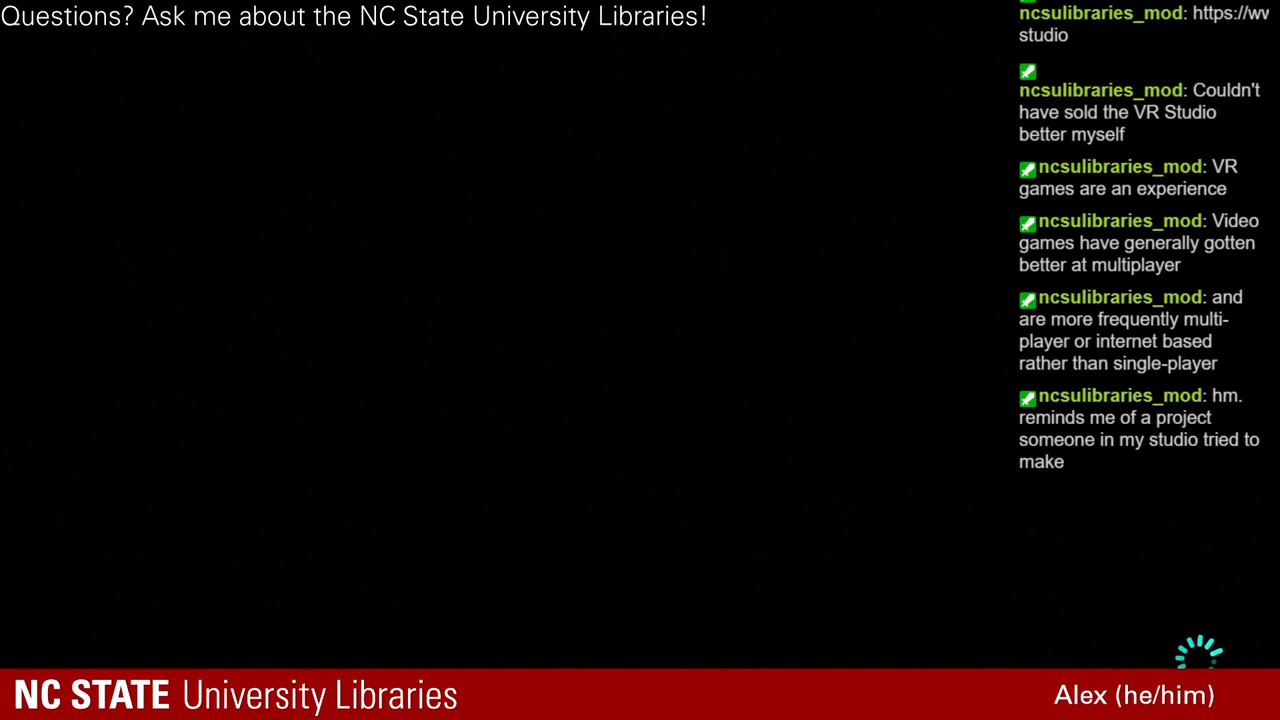 Questions? Ask me about the NC State University Libraries!
ncsulibraries_mod: https://wv
studio
ncsulibraries_mod: Couldn't
have sold the VR Studio
better myself
ncsulibraries_mod: VR
games are an experience
ncsulibraries_mod: Video
games have generally gotten
better at multiplayer
ncsulibraries_mod: and
are more frequently multi-
player or internet based
rather than single-player
ncsulibraries_mod: hm.
reminds me of a project
someone in my studio tried to
make
NC STATE University Libraries
Alex (he/him)